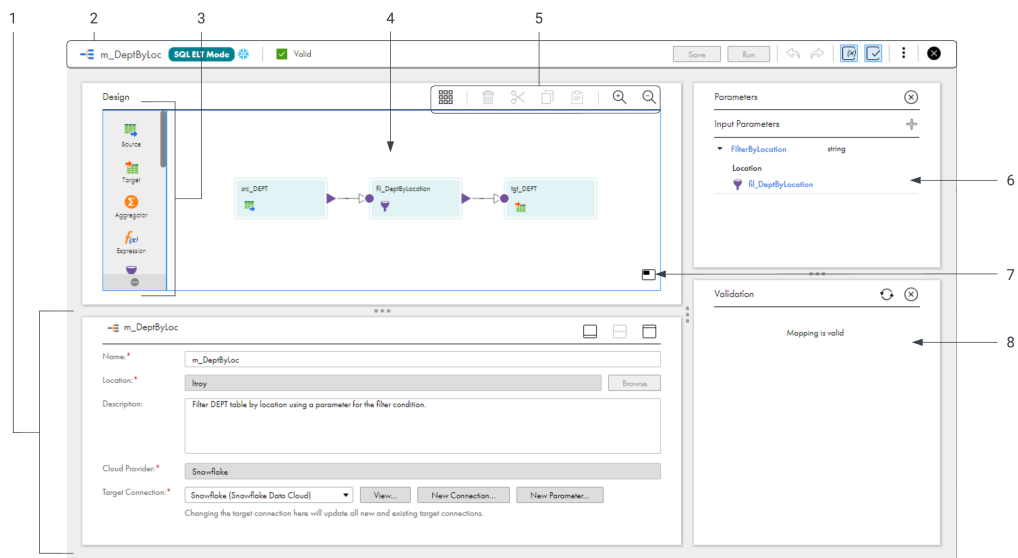 1
2
3
4
5
m_DeptByLoc
SQL ELT Mode
Valid
Save
Run
Design
Source
Target
Aggregator
f(x)
Expression
src_DEPT
fil_DeptByLocation
tgt_DEPT
Parameters
Input Parameters
FilterByLocation string
Location
fil_DeptByLocation
6
7
Validation
Mapping is valid
8
m_DeptByLoc
Name:* m_DeptByLoc
Location:* ltroy Browse
Description: Filter DEPT table by location using a parameter for the filter condition.
Cloud Provider:* Snowflake
Target Connection:* Snowflake (Snowflake Data Cloud) View... New Connection... New Parameter...
Changing the target connection here will update all new and existing target connections.